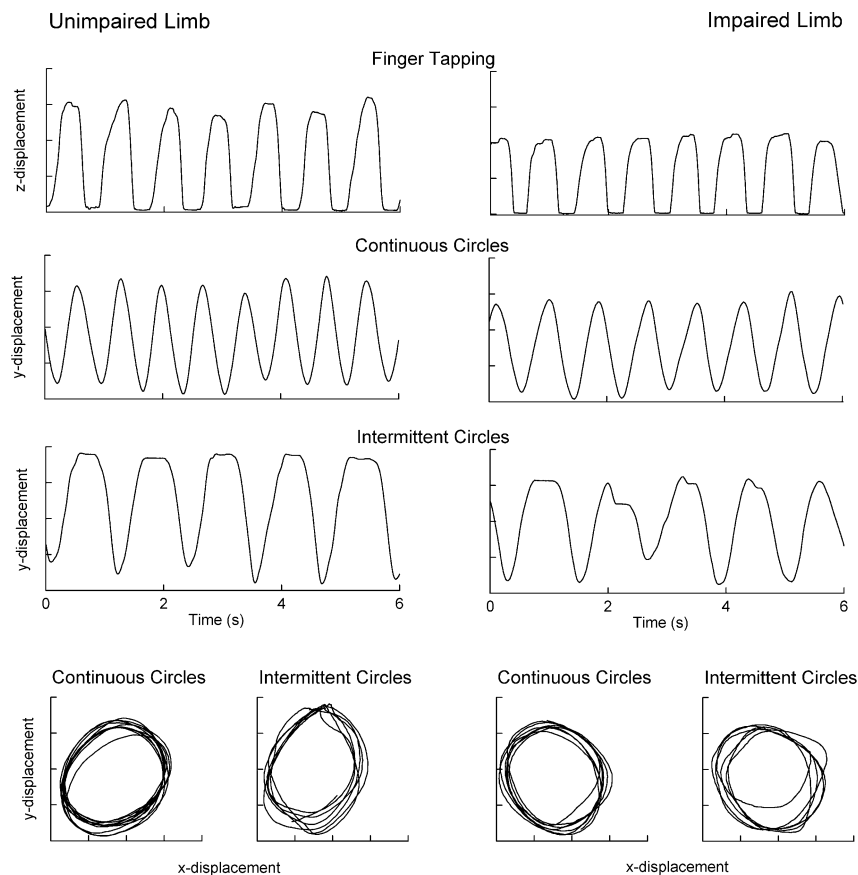 Unimpaired Limb
Impaired Limb
Finger Tapping
z-displacement
Continuous Circles
y-displacement
Intermittent Circles
y-displacement
0
2
4
6
Time (s)
0
2
4
6
Time (s)
Continuous Circles
Intermittent Circles
Continuous Circles
Intermittent Circles
y-displacement
x-displacement
x-displacement